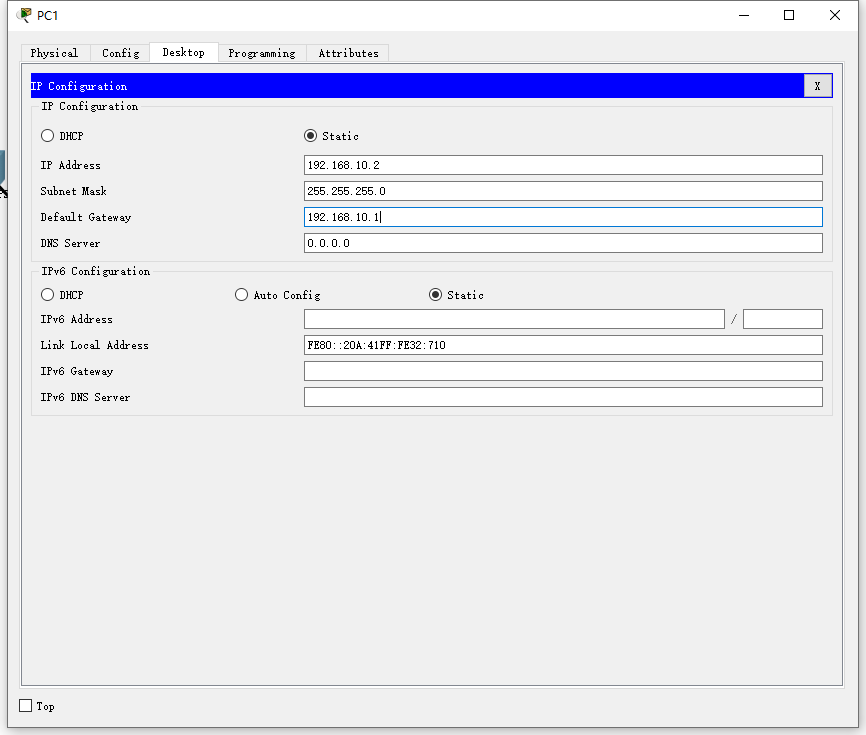 PC1
Physical Config Desktop Programming Attributes
IP Configuration X
IP Configuration
DHCP Static
IP Address 192.168.10.2
Subnet Mask 255.255.255.0
Default Gateway 192.168.10.1
DNS Server 0.0.0.0
IPv6 Configuration
DHCP Auto Config Static
IPv6 Address /
Link Local Address FE80::20A:41FF:FE32:710
IPv6 Gateway
IPv6 DNS Server
Top